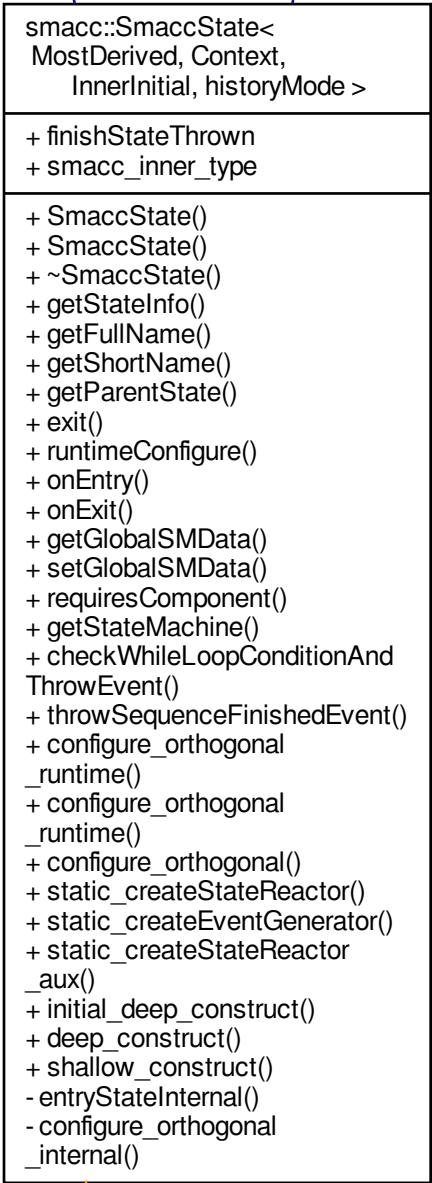 smacc::SmaccState<
MostDerived, Context,
InnerInitial, historyMode >
+ finishStateThrown
+ smacc_inner_type
+ SmaccState()
+ SmaccState()
+ ~SmaccState()
+ getStateInfo()
+ getFullName()
+ getShortName()
+ getParentState()
+ exit()
+ runtimeConfigure()
+ onEntry()
+ onExit()
+ getGlobalSMData()
+ setGlobalSMData()
+ requiresComponent()
+ getStateMachine()
+ checkWhileLoopConditionAnd
ThrowEvent()
+ throwSequenceFinishedEvent()
+ configure_orthogonal
_runtime()
+ configure_orthogonal
_runtime()
+ configure_orthogonal()
+ static_createStateReactor()
+ static_createEventGenerator()
+ static_createStateReactor
_aux()
+ initial_deep_construct()
+ deep_construct()
+ shallow_construct()
- entryStateInternal()
- configure_orthogonal
_internal()